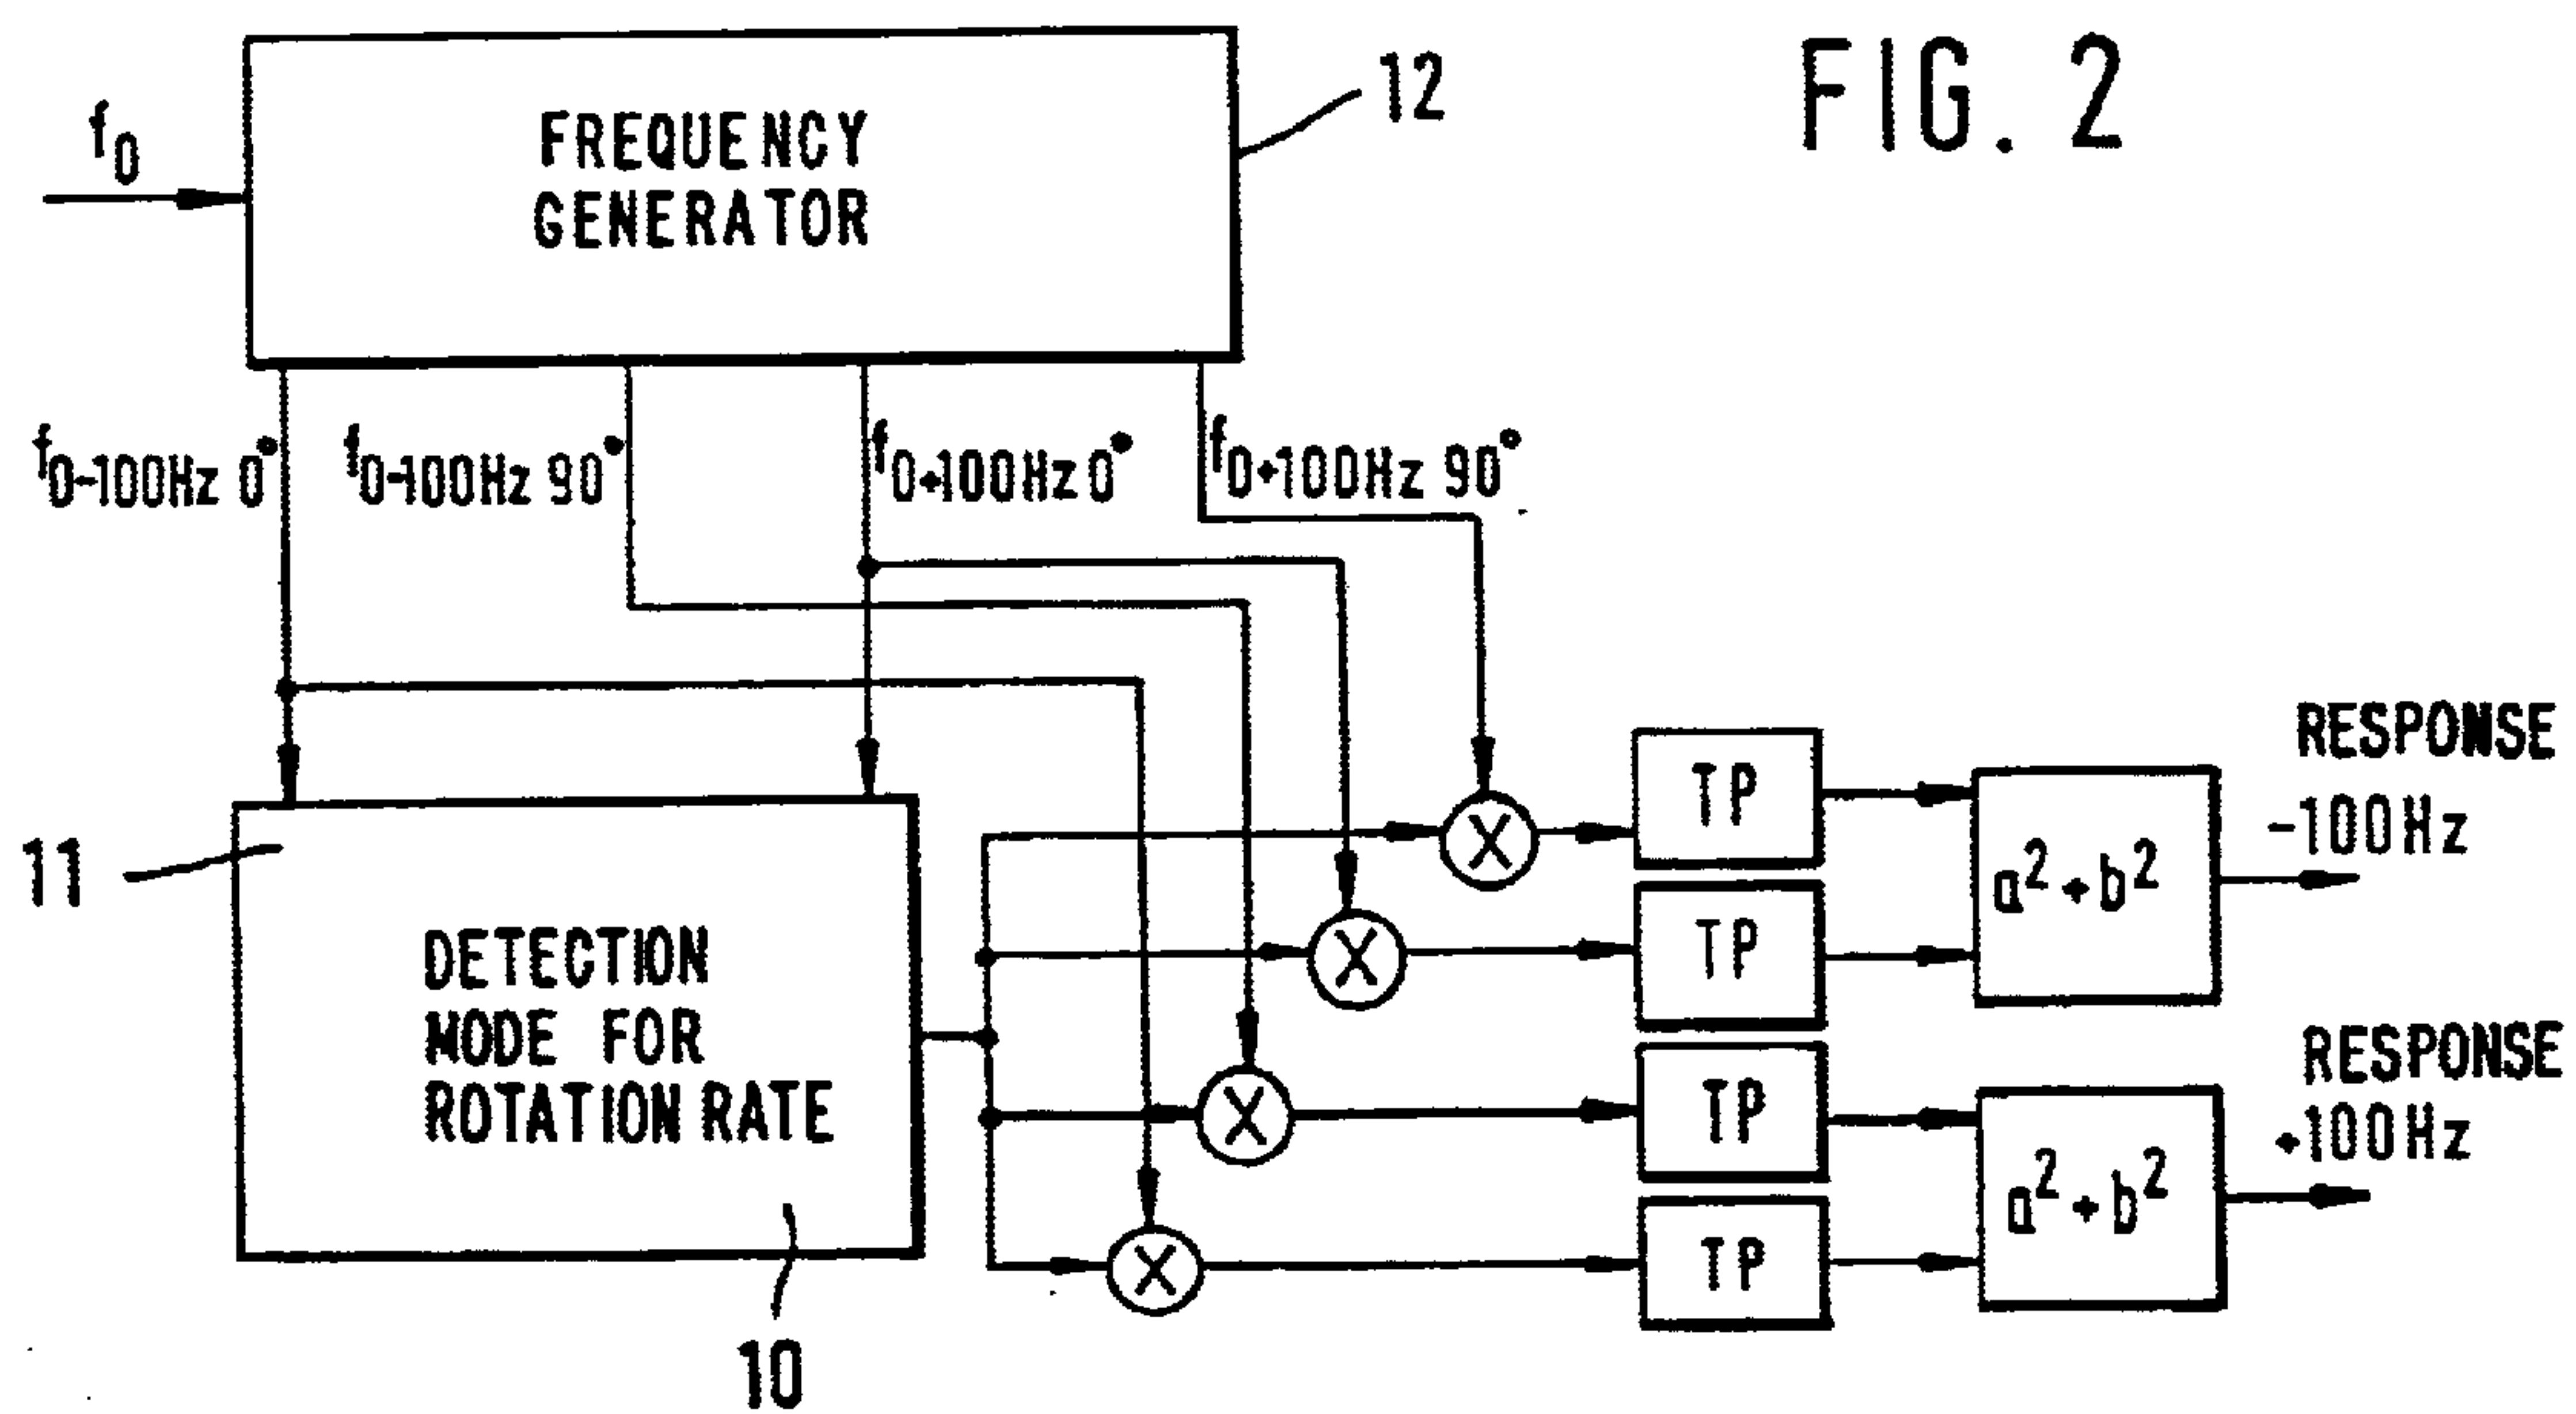 FIG. 2
f0
FREQUENCY
GENERATOR
12
f0-100Hz 0°
f0-100Hz 90°
f0+100Hz 0°
f0+100Hz 90°
11
DETECTION
MODE FOR
ROTATION RATE
10
X
X
X
X
TP
TP
TP
TP
a²+b²
a²+b²
RESPONSE
-100Hz
RESPONSE
+100Hz